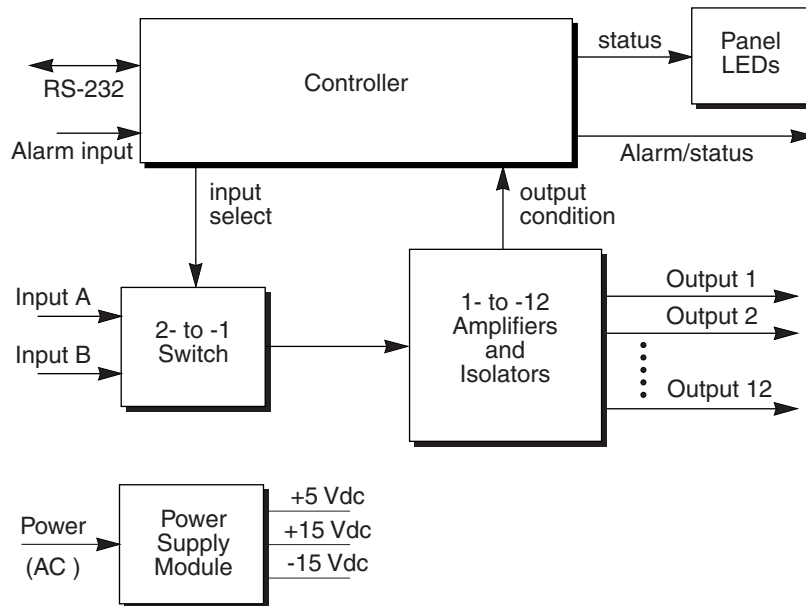 status
Panel
LEDs
RS-232
Controller
Alarm input
Alarm/status
input
select
output
condition
Input A
Input B
2- to -1
Switch
1- to -12
Amplifiers
and
Isolators
Output 1
Output 2
Output 12
Power
(AC )
Power
Supply
Module
+5 Vdc
+15 Vdc
-15 Vdc